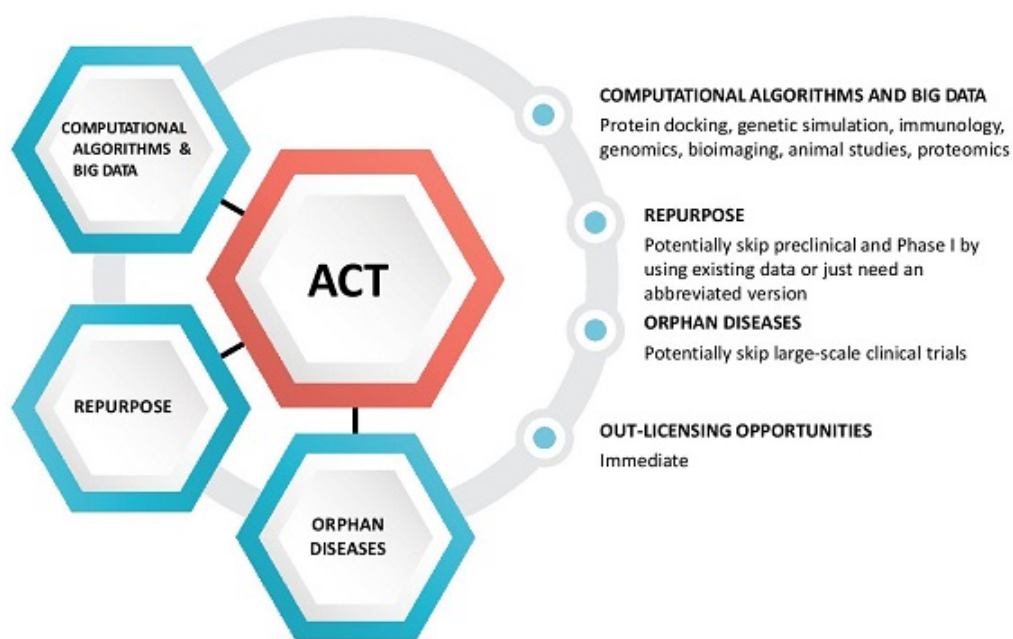 COMPUTATIONAL
ALGORITHMS &
BIG DATA
ACT
REPURPOSE
ORPHAN
DISEASES
COMPUTATIONAL ALGORITHMS AND BIG DATA
Protein docking, genetic simulation, immunology,
genomics, bioimaging, animal studies, proteomics
REPURPOSE
Potentially skip preclinical and Phase I by
using existing data or just need an
abbreviated version
ORPHAN DISEASES
Potentially skip large-scale clinical trials
OUT-LICENSING OPPORTUNITIES
Immediate